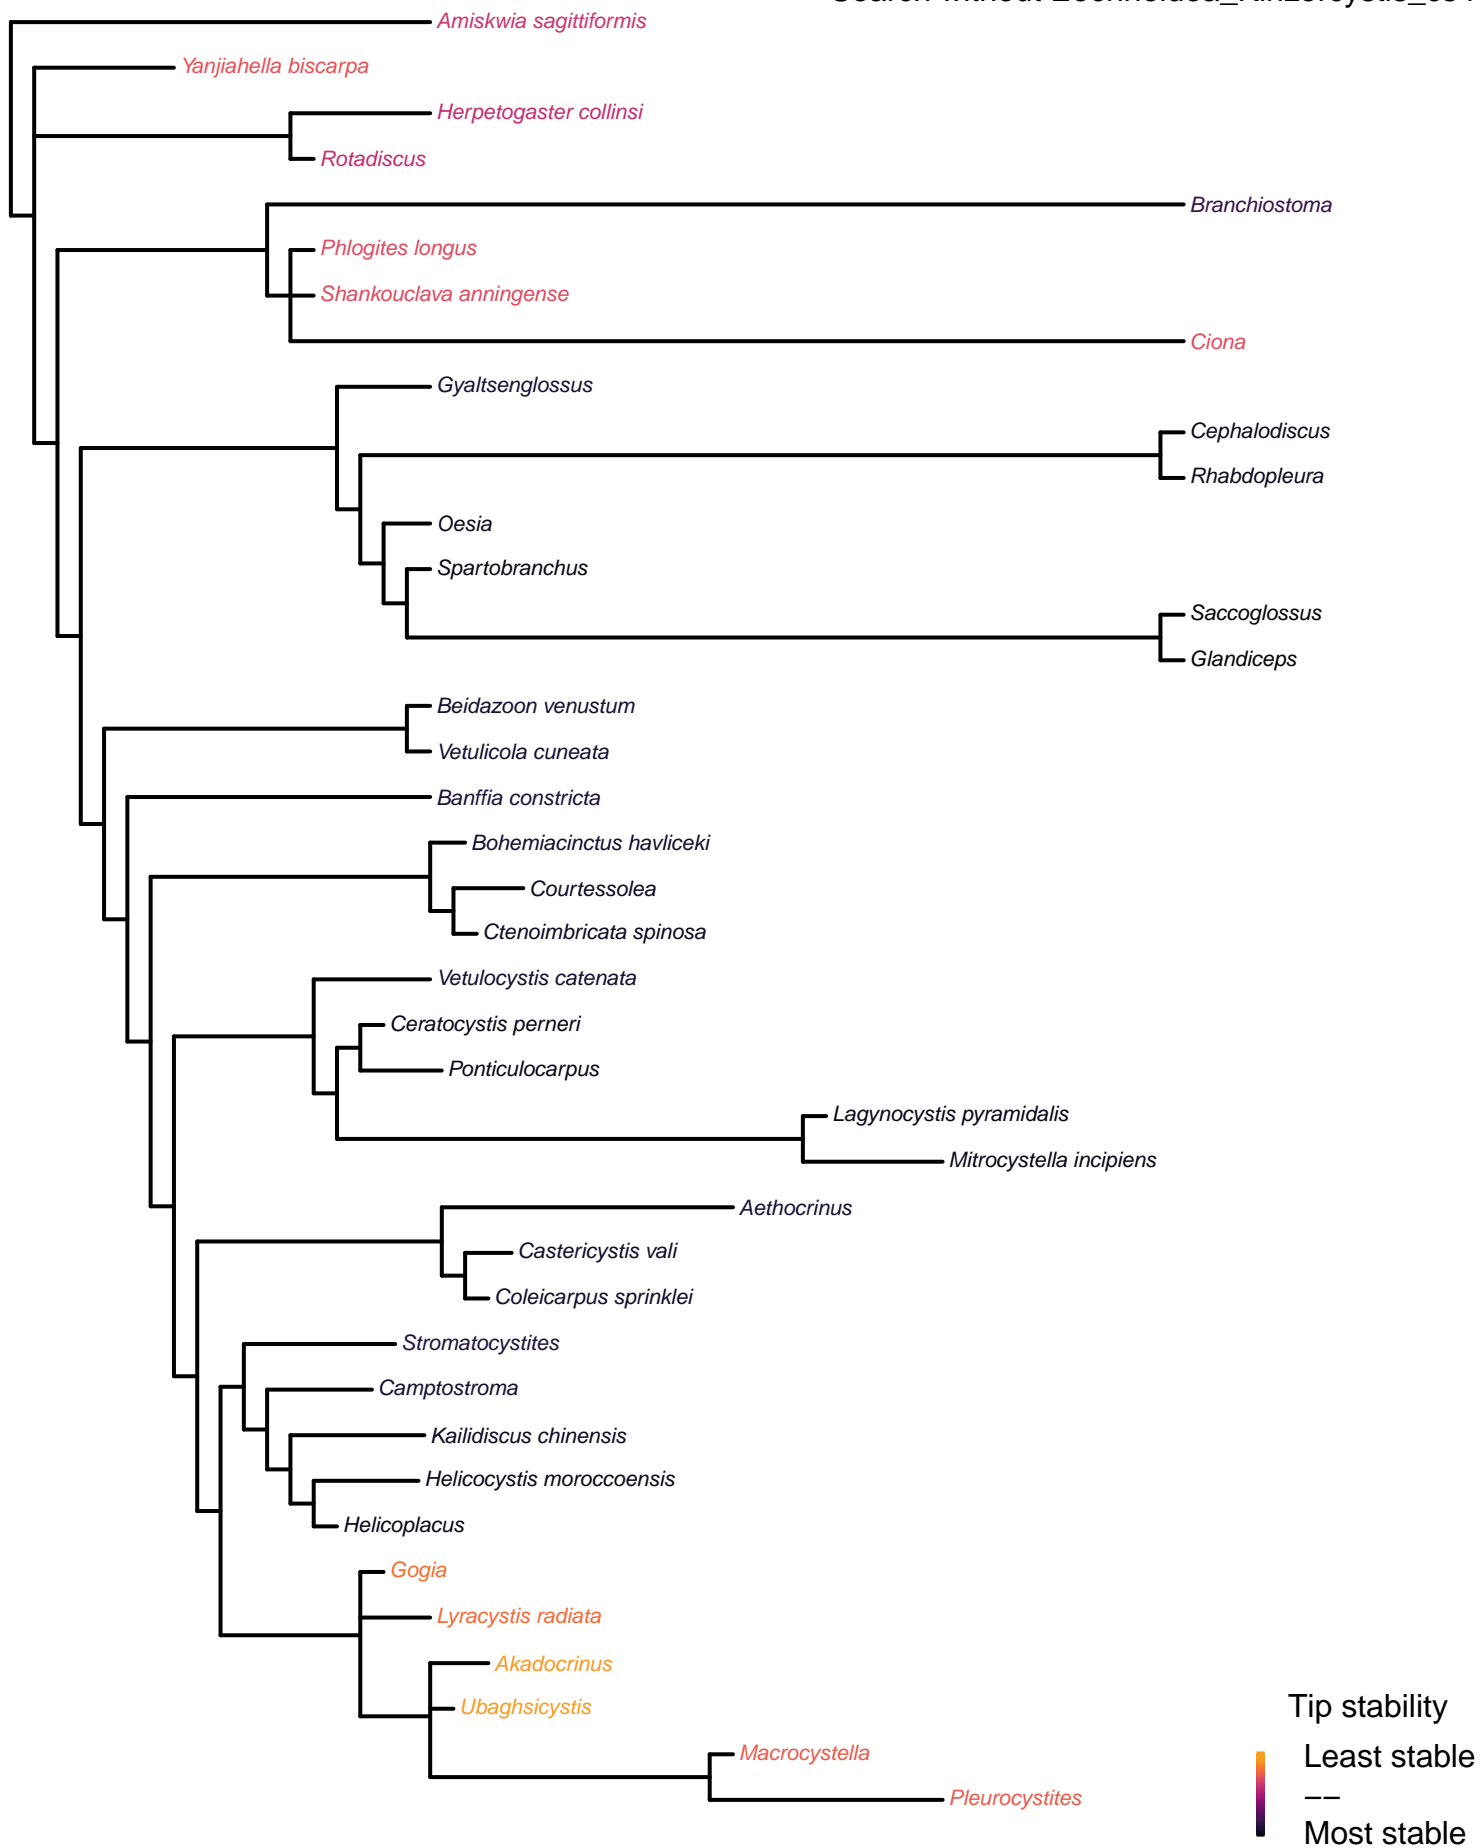 Amiskwia sagittiformis
Yanjiahella biscarpa
Herpetogaster collinsi
Rotadiscus
Branchiostoma
Phlogites longus
Shankouclava anningense
Ciona
Gyaltsenglossus
Cephalodiscus
Rhabdopleura
Oesia
Spartobranchus
Saccoglossus
Glandiceps
Beidazoon venustum
Vetulicola cuneata
Banffia constricta
Bohemiacinctus havliceki
Courtessolea
Ctenoimbricata spinosa
Vetulocystis catenata
Ceratocystis perneri
Ponticulocarpus
Lagynocystis pyramidalis
Mitrocystella incipiens
Aethocrinus
Castericystis vali
Coleicarpus sprinklei
Stromatocystites
Camptostroma
Kailidiscus chinensis
Helicocystis moroccoensis
Helicoplacus
Gogia
Lyracystis radiata
Akadocrinus
Ubaghsicystis
Macrocystella
Pleurocystites
Tip stability
Least stable
−−
Most stable